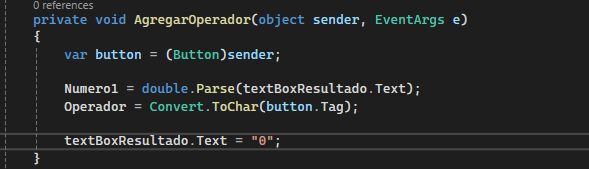 0 references
private void AgregarOperador(object sender, EventArgs e)
{
var button = (Button)sender;
Numero1 = double.Parse(textBoxResultado.Text);
Operador = Convert.ToChar(button.Tag);
textBoxResultado.Text = "0";
}